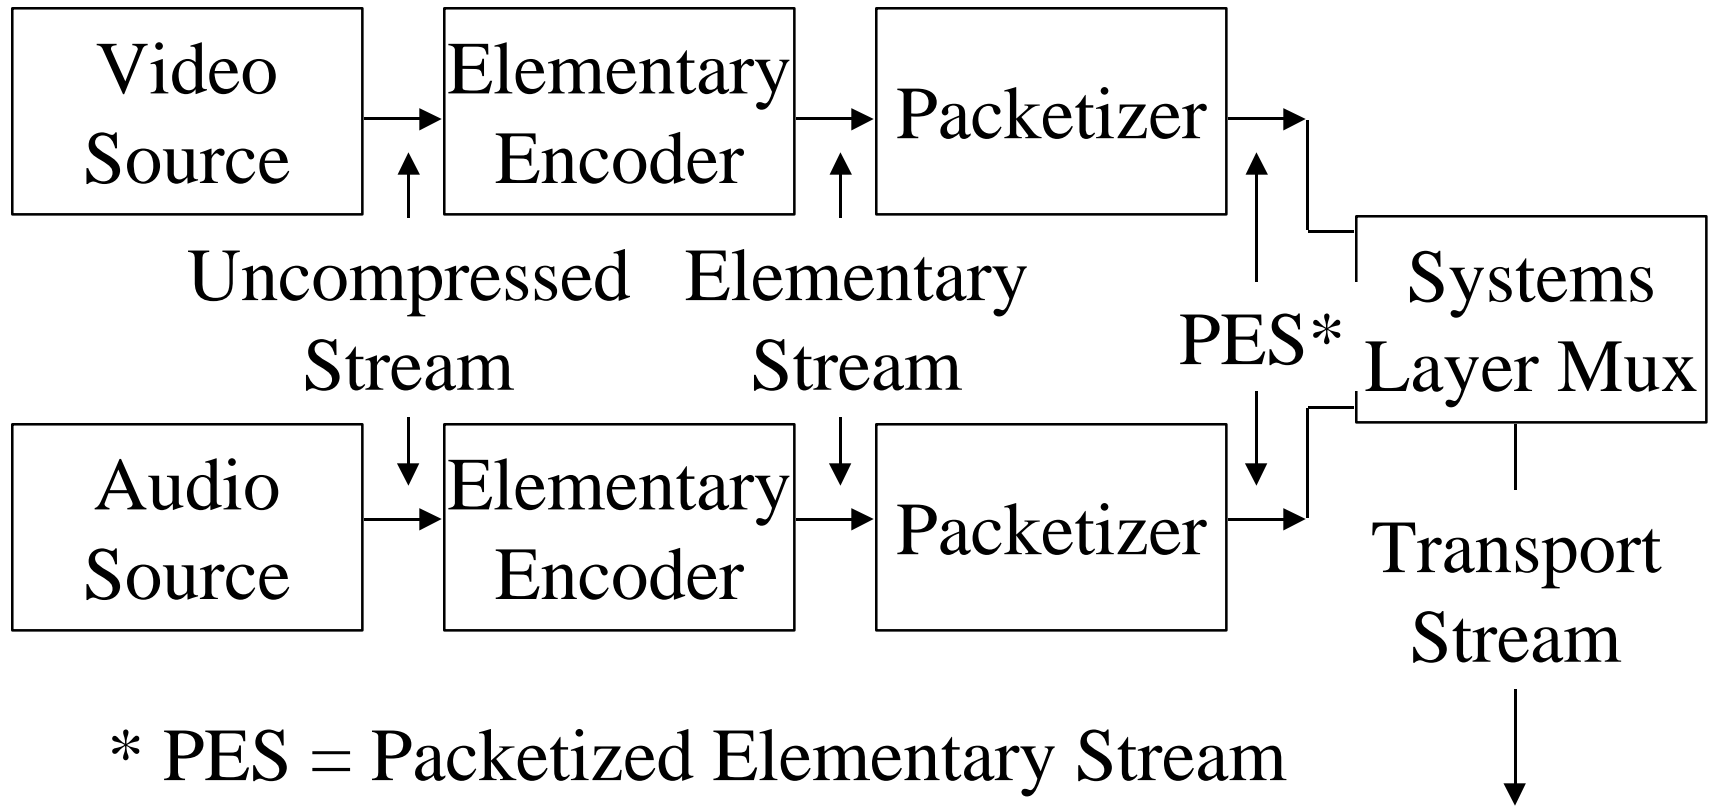 Video
Source
Elementary
Encoder
Packetizer
Uncompressed
Stream
Elementary
Stream
PES*
Systems
Layer Mux
Audio
Source
Elementary
Encoder
Packetizer
Transport
Stream
* PES = Packetized Elementary Stream